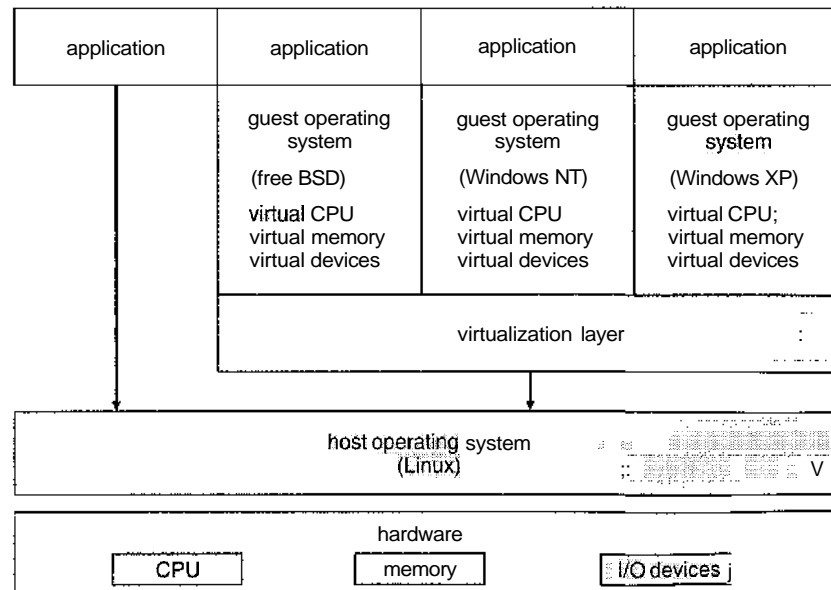 application
application
application
application
guest operating
system
(free BSD)
virtual CPU
virtual memory
virtual devices
guest operating
system
(Windows NT)
virtual CPU
virtual memory
virtual devices
guest operating
system
(Windows XP)
virtual CPU;
virtual memory
virtual devices
virtualization layer :
host operating system
(Linux) ;: V
hardware
CPU
memory
I/O devices j